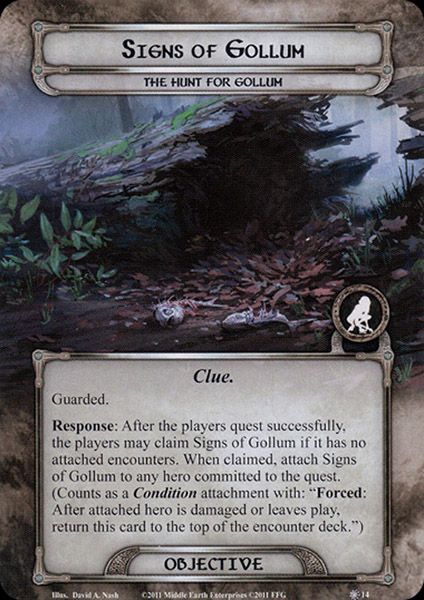 Signs of Gollum
The Hunt for Gollum
Clue.
Guarded.
Response: After the players quest successfully,
the players may claim Signs of Gollum if it has no
attached encounters. When claimed, attach Signs
of Gollum to any hero committed to the quest.
(Counts as a Condition attachment with: “Forced:
After attached hero is damaged or leaves play,
return this card to the top of the encounter deck.”)
OBJECTIVE
Illus. David A. Nash ©2011 Middle Earth Enterprises ©2011 FFG 14